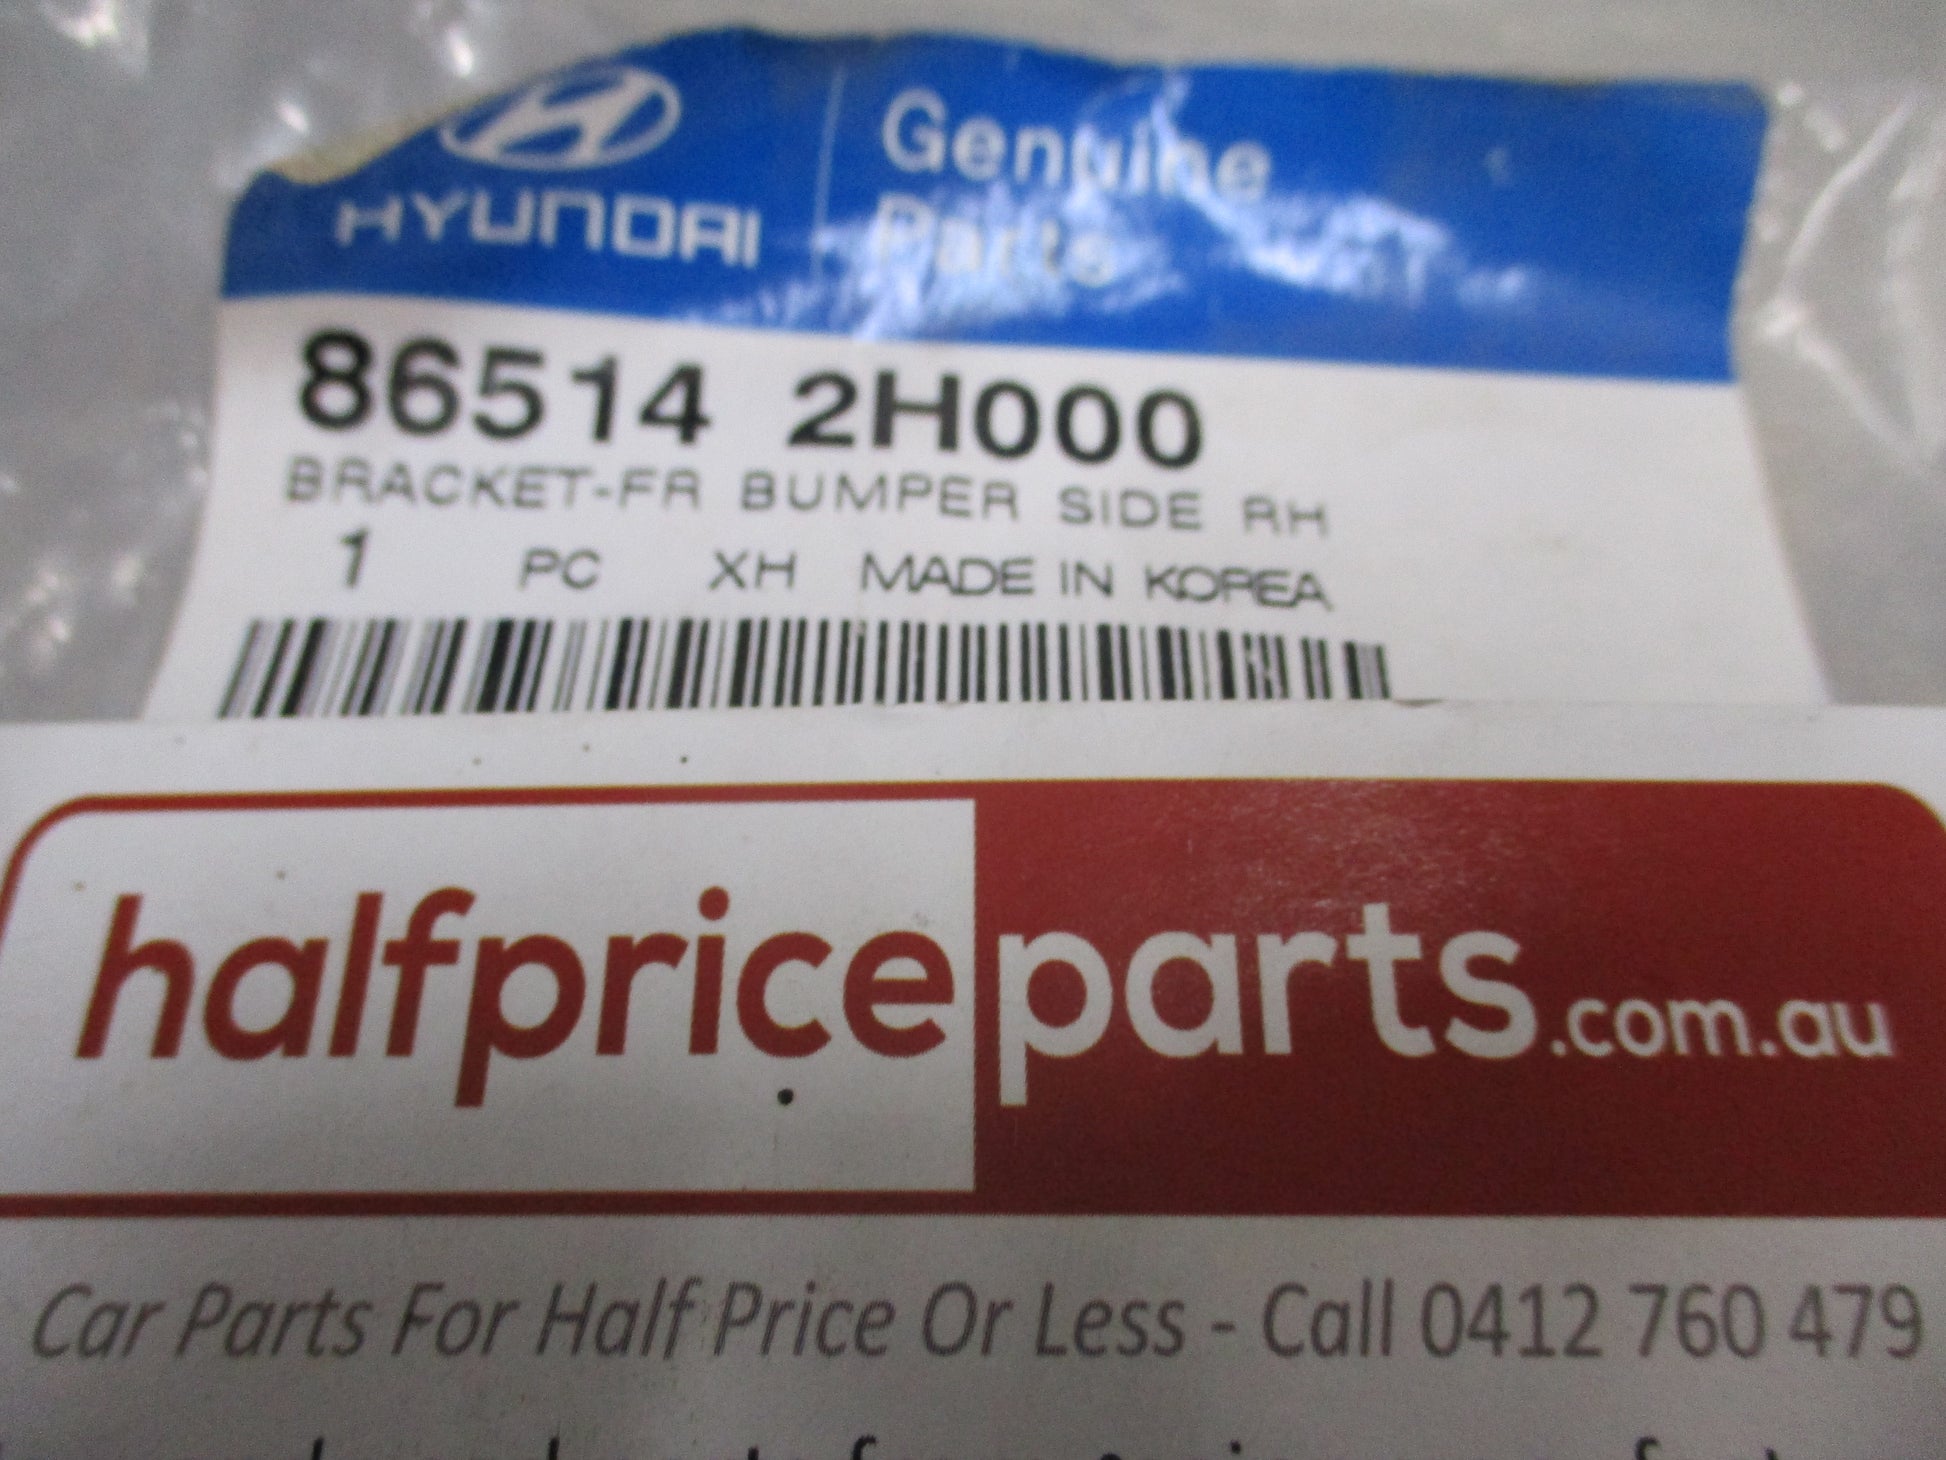 HYUNDAI
Genuine
Parts
86514 2H000
BRACKET-FR BUMPER SIDE RH
1 PC XH MADE IN KOREA
halfpriceparts.com.au
Car Parts For Half Price Or Less - Call 0412 760 479